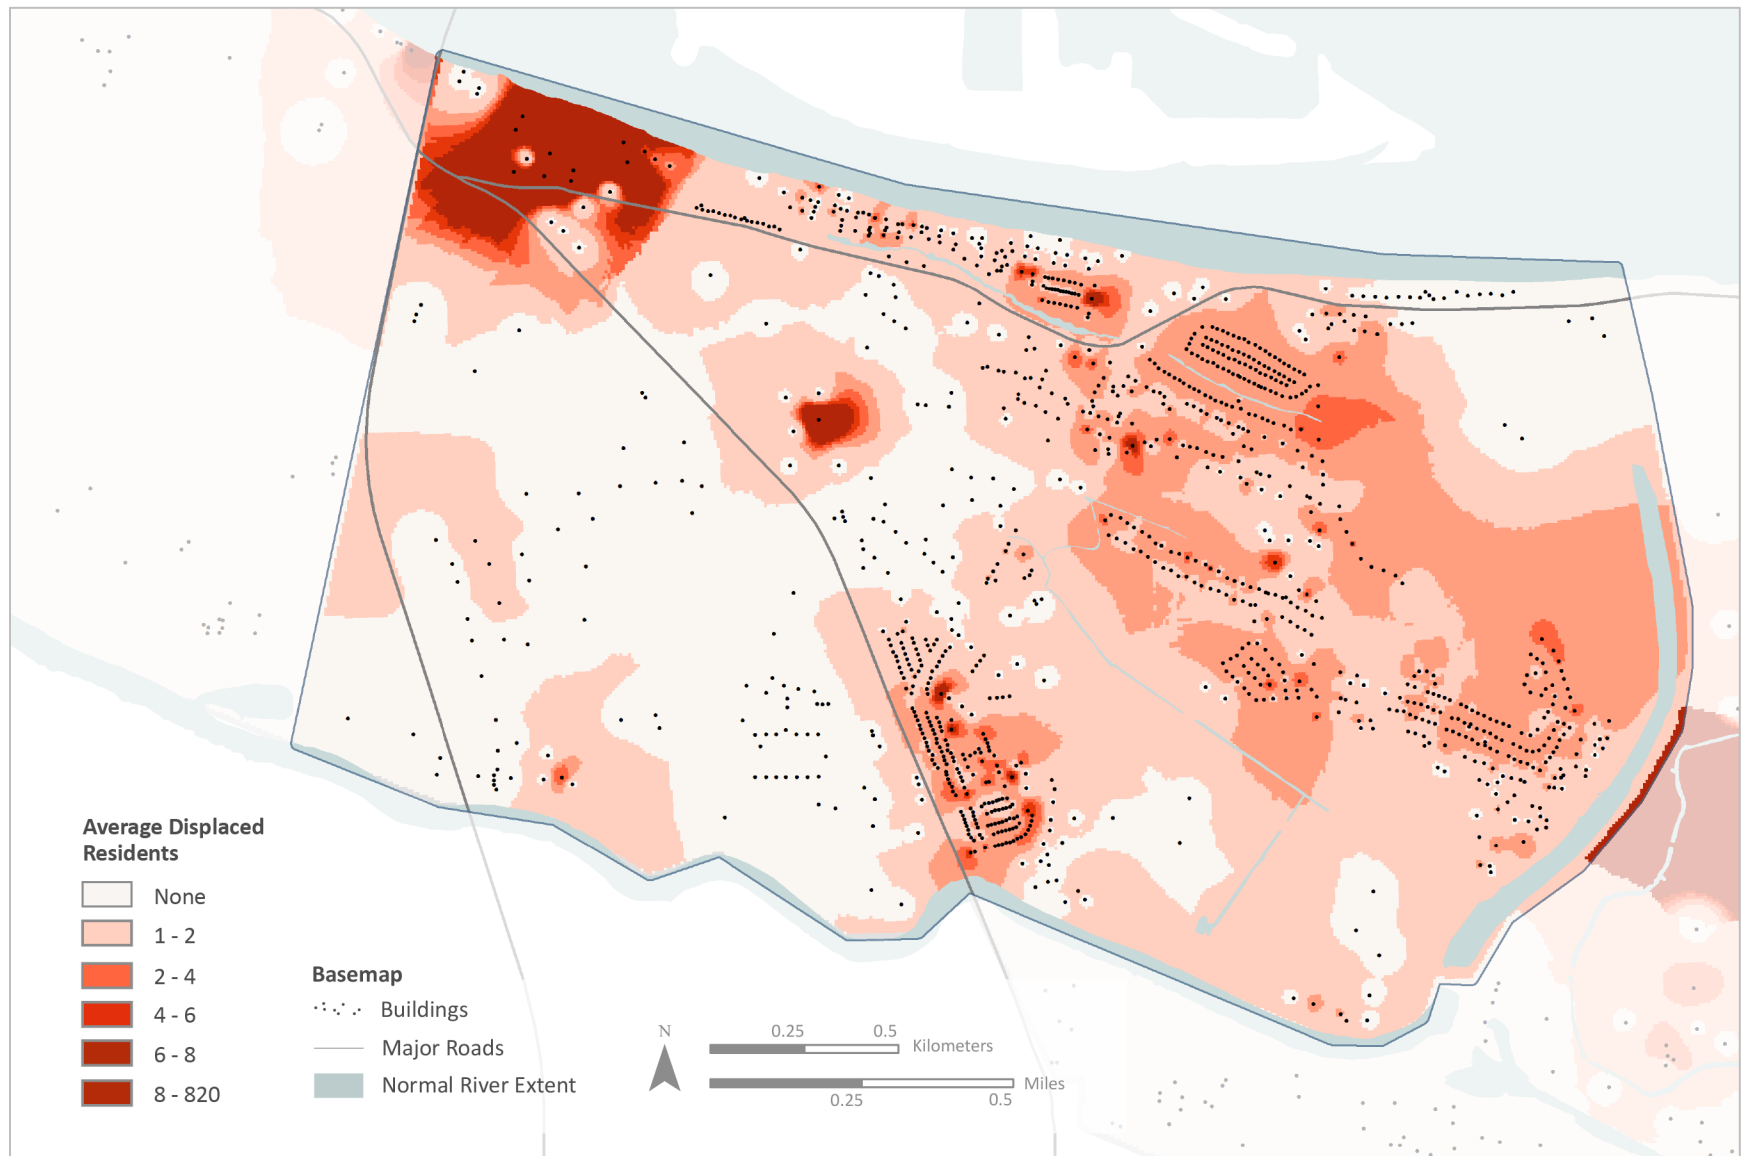 Average Displaced
Residents
None
1 - 2
2 - 4
4 - 6
6 - 8
8 - 820
Basemap
Buildings
Major Roads
Normal River Extent
N
0.25 0.5
Kilometers
Miles
0.25 0.5